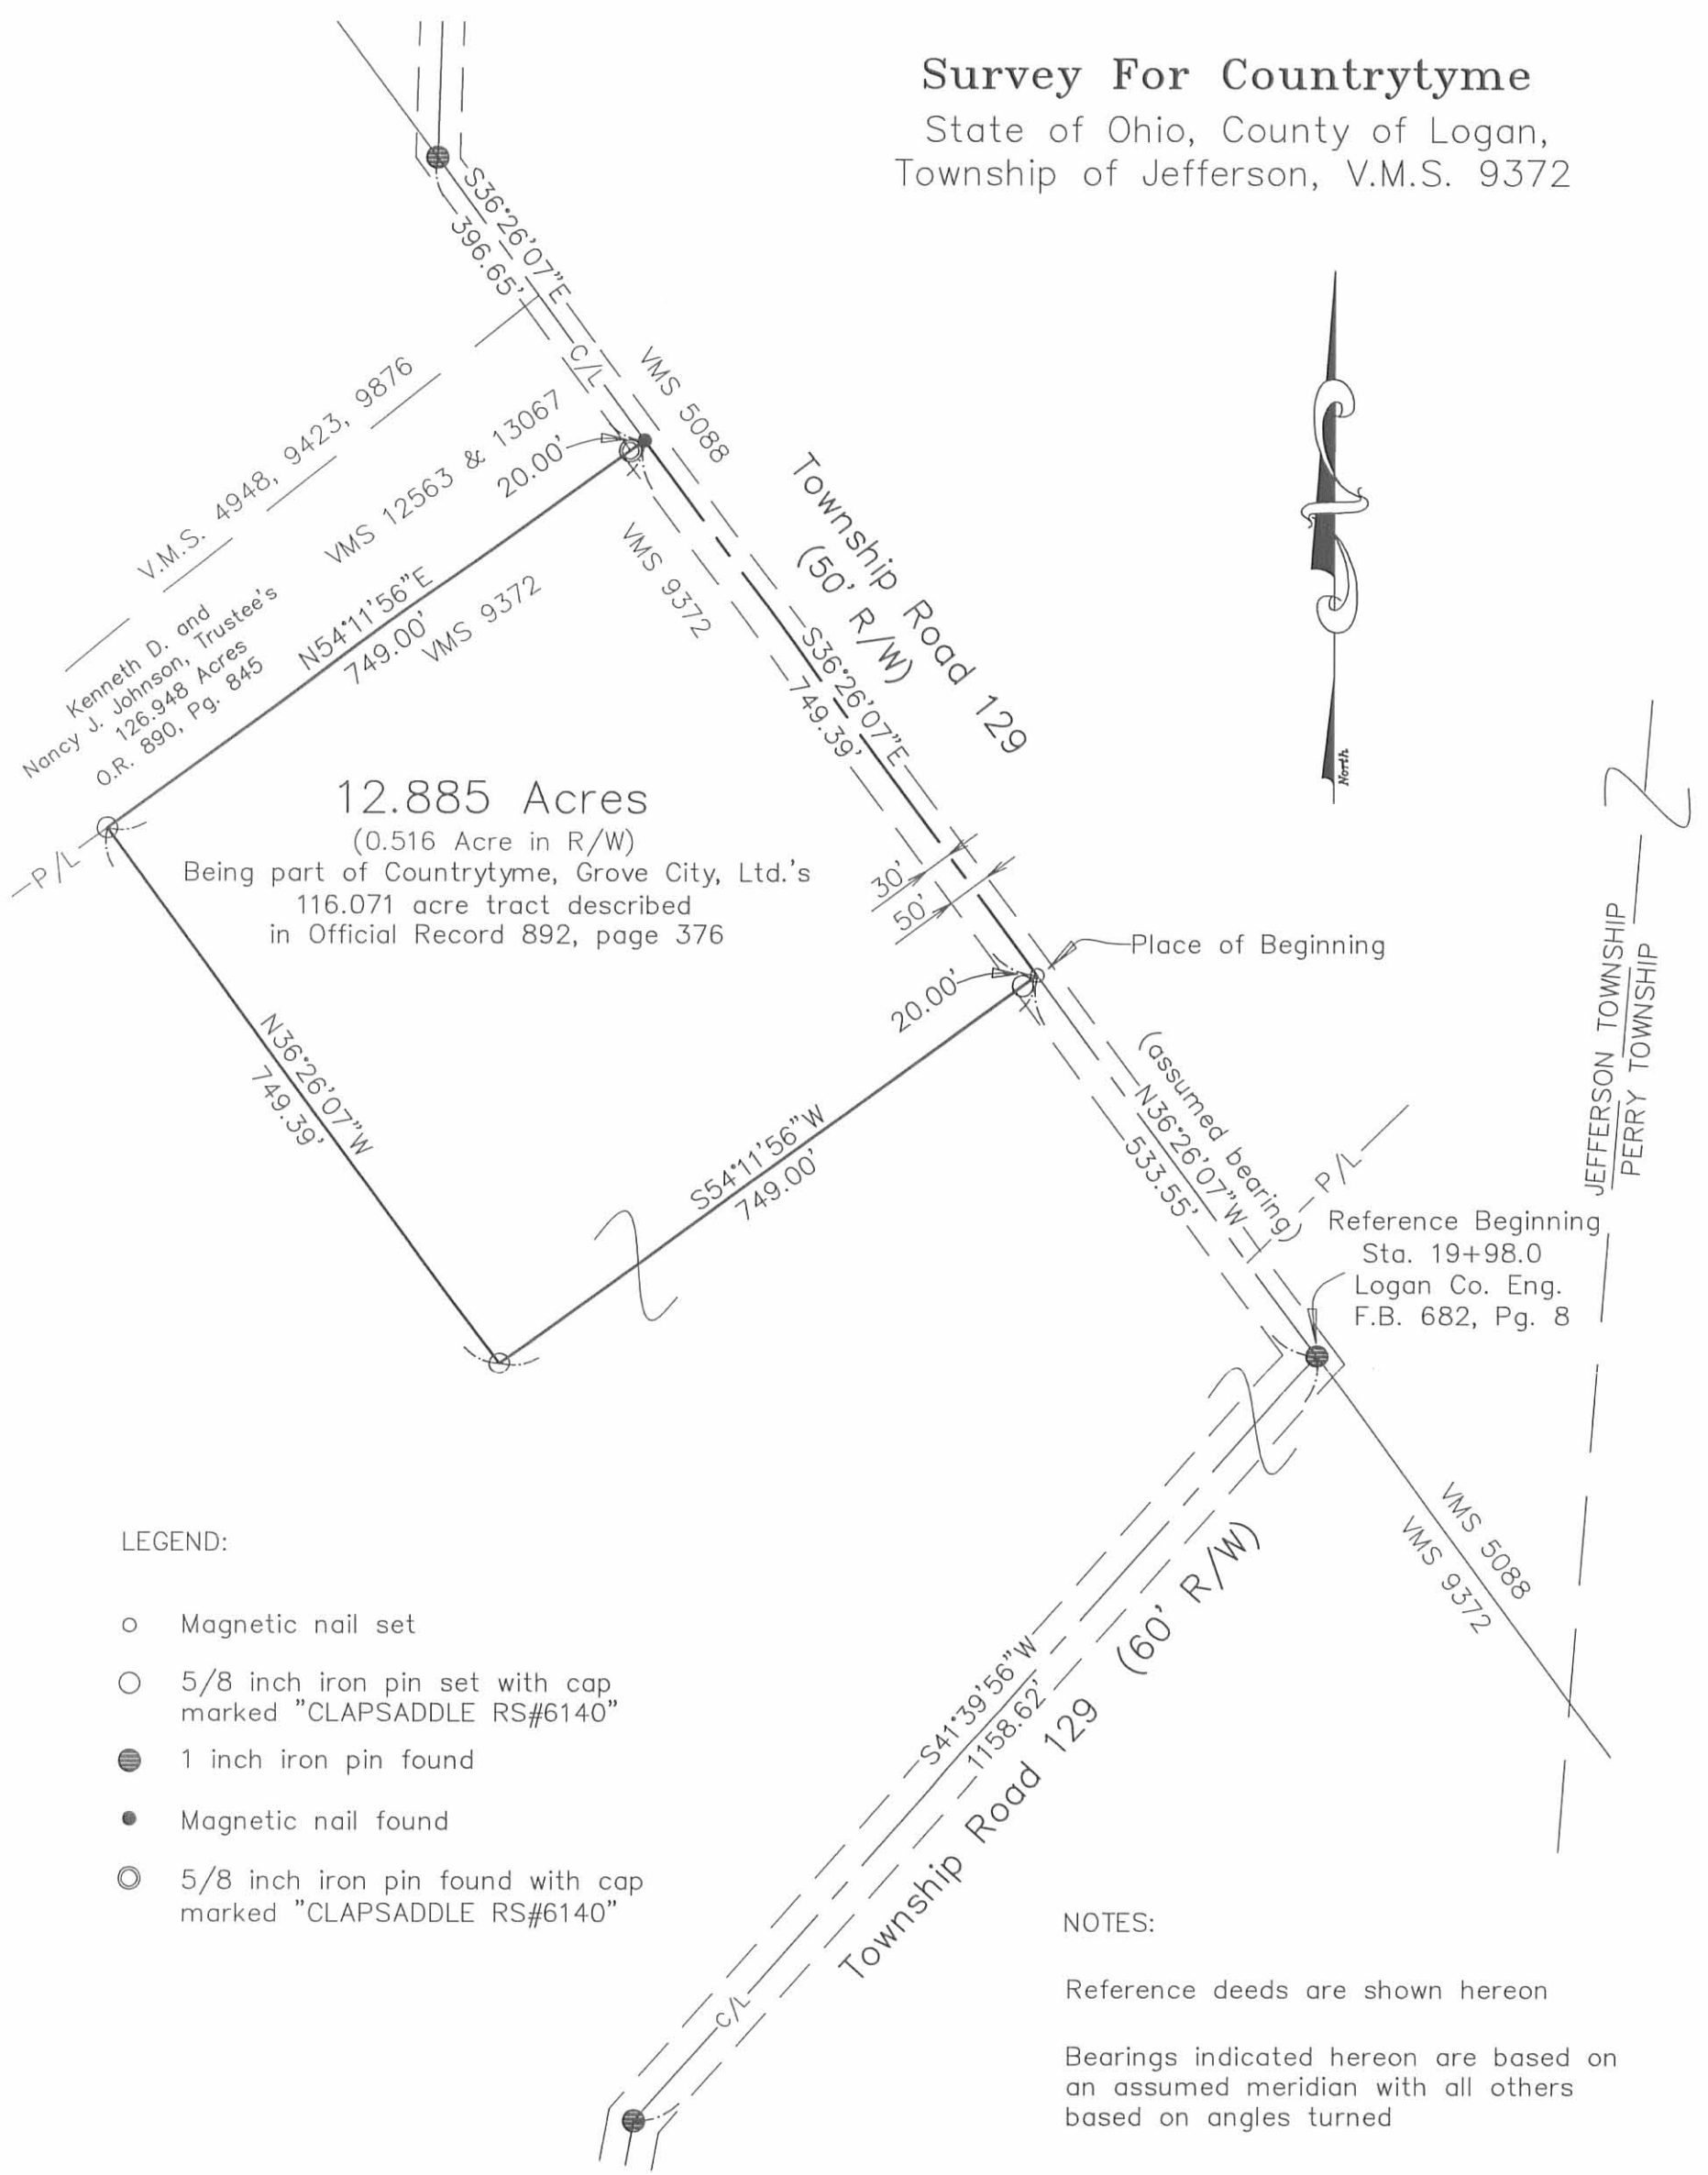 Survey For Countrytyme
State of Ohio, County of Logan,
Township of Jefferson, V.M.S. 9372
S36°26'07"E
396.65'
C/L
VMS 5088
V.M.S. 4948, 9423, 9876
VMS 12563 & 13067
20.00'
Township Road 129
(50' R/W)
VMS 9372
N54°11'56"E
749.00'
VMS 9372
Kenneth D. and
Nancy J. Johnson, Trustee's
126.948 Acres
O.R. 890, Pg. 845
S36°26'07"E
749.39'
North
12.885 Acres
(0.516 Acre in R/W)
Being part of Countrytyme, Grove City, Ltd.'s
116.071 acre tract described
in Official Record 892, page 376
P/L
30'
50'
Place of Beginning
20.00'
JEFFERSON TOWNSHIP
PERRY TOWNSHIP
N36°26'07"W
749.39'
S54°11'56"W
749.00'
(assumed bearing)
N36°26'07"W
533.55'
P/L
Reference Beginning
Sta. 19+98.0
Logan Co. Eng.
F.B. 682, Pg. 8
VMS 5088
VMS 9372
S41°39'56"W
1158.62'
Township Road 129 (60' R/W)
C/L
LEGEND:
Magnetic nail set
5/8 inch iron pin set with cap
marked "CLAPSADDLE RS#6140"
1 inch iron pin found
Magnetic nail found
5/8 inch iron pin found with cap
marked "CLAPSADDLE RS#6140"
NOTES:
Reference deeds are shown hereon
Bearings indicated hereon are based on
an assumed meridian with all others
based on angles turned